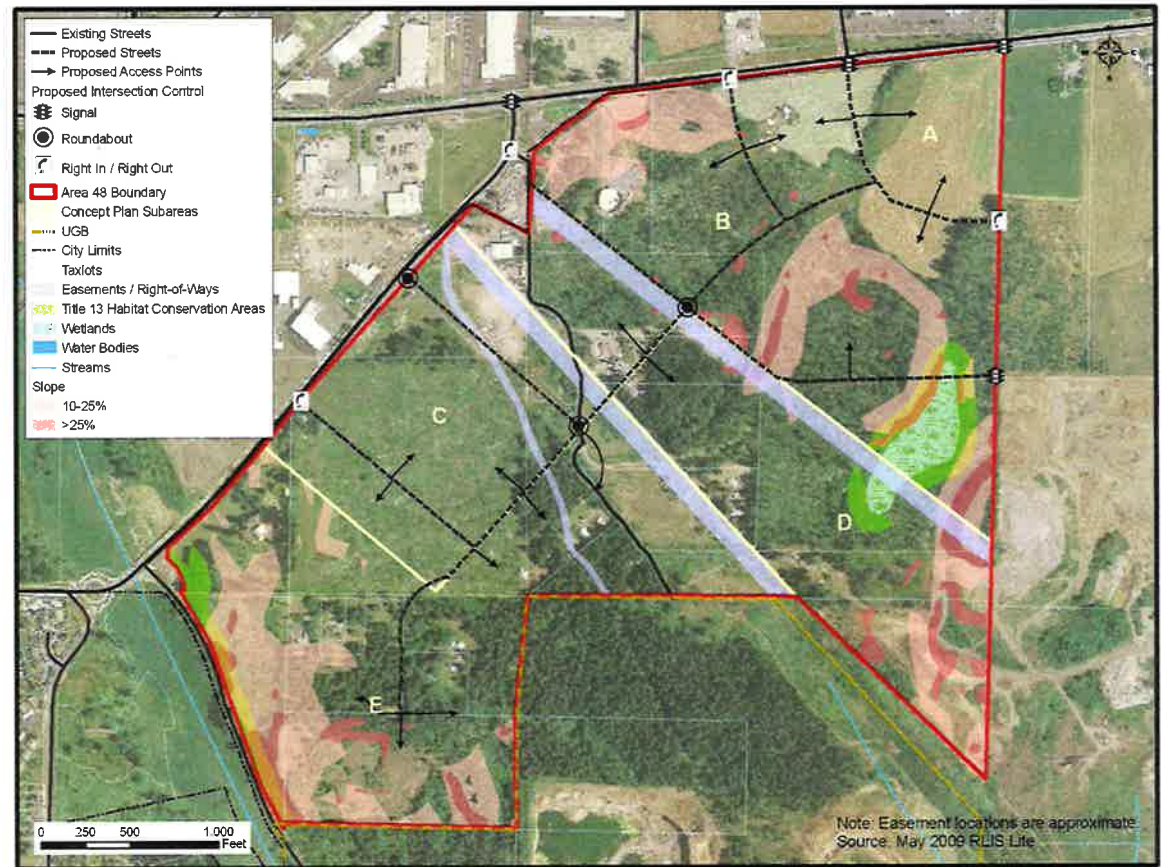 Existing Streets
Proposed Streets
Proposed Access Points
Proposed Intersection Control
Signal
Roundabout
Right In / Right Out
Area 48 Boundary
Concept Plan Subareas
UGB
City Limits
Taxlots
Easements / Right-of-Ways
Title 13 Habitat Conservation Areas
Wetlands
Water Bodies
Streams
Slope
10-25%
>25%
A
B
C
D
E
0 250 500 1,000
Feet
Note: Easement locations are approximate
Source: May 2009 RLIS Lite